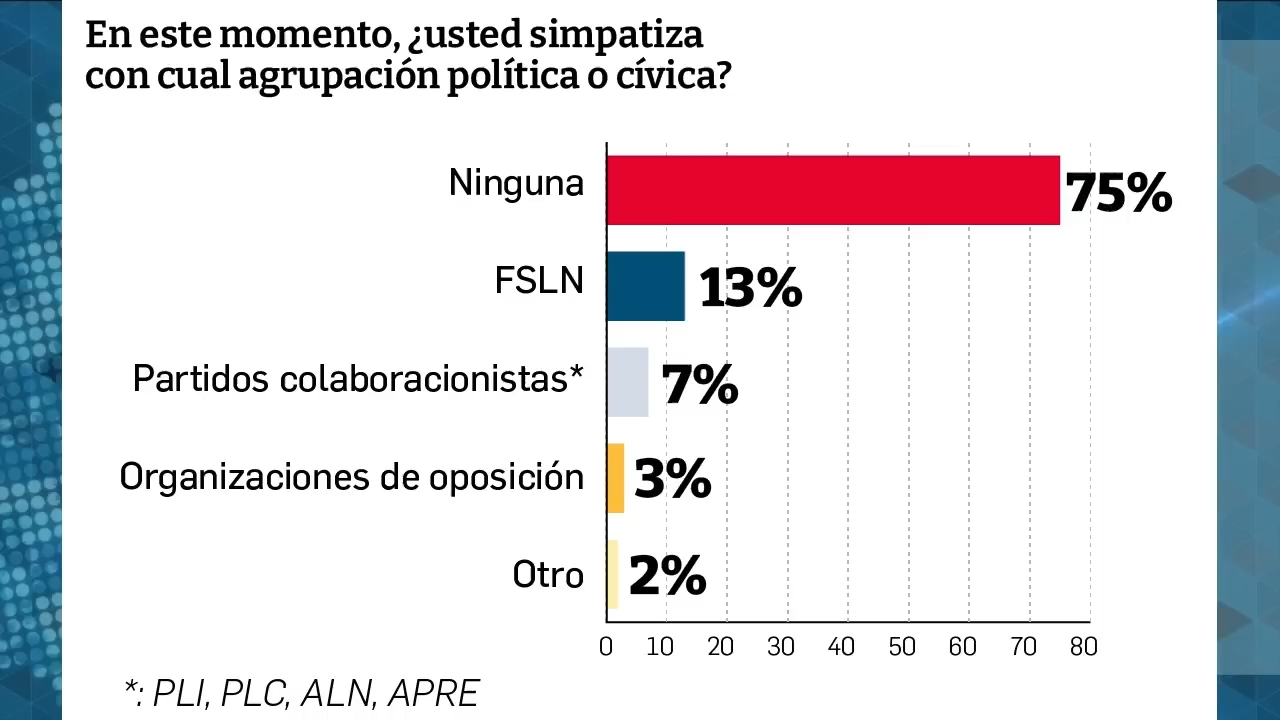 En este momento, ¿usted simpatiza
con cual agrupación política o cívica?
Ninguna 75%
FSLN 13%
Partidos colaboracionistas* 7%
Organizaciones de oposición 3%
Otro 2%
0 10 20 30 40 50 60 70 80
*: PLI, PLC, ALN, APRE